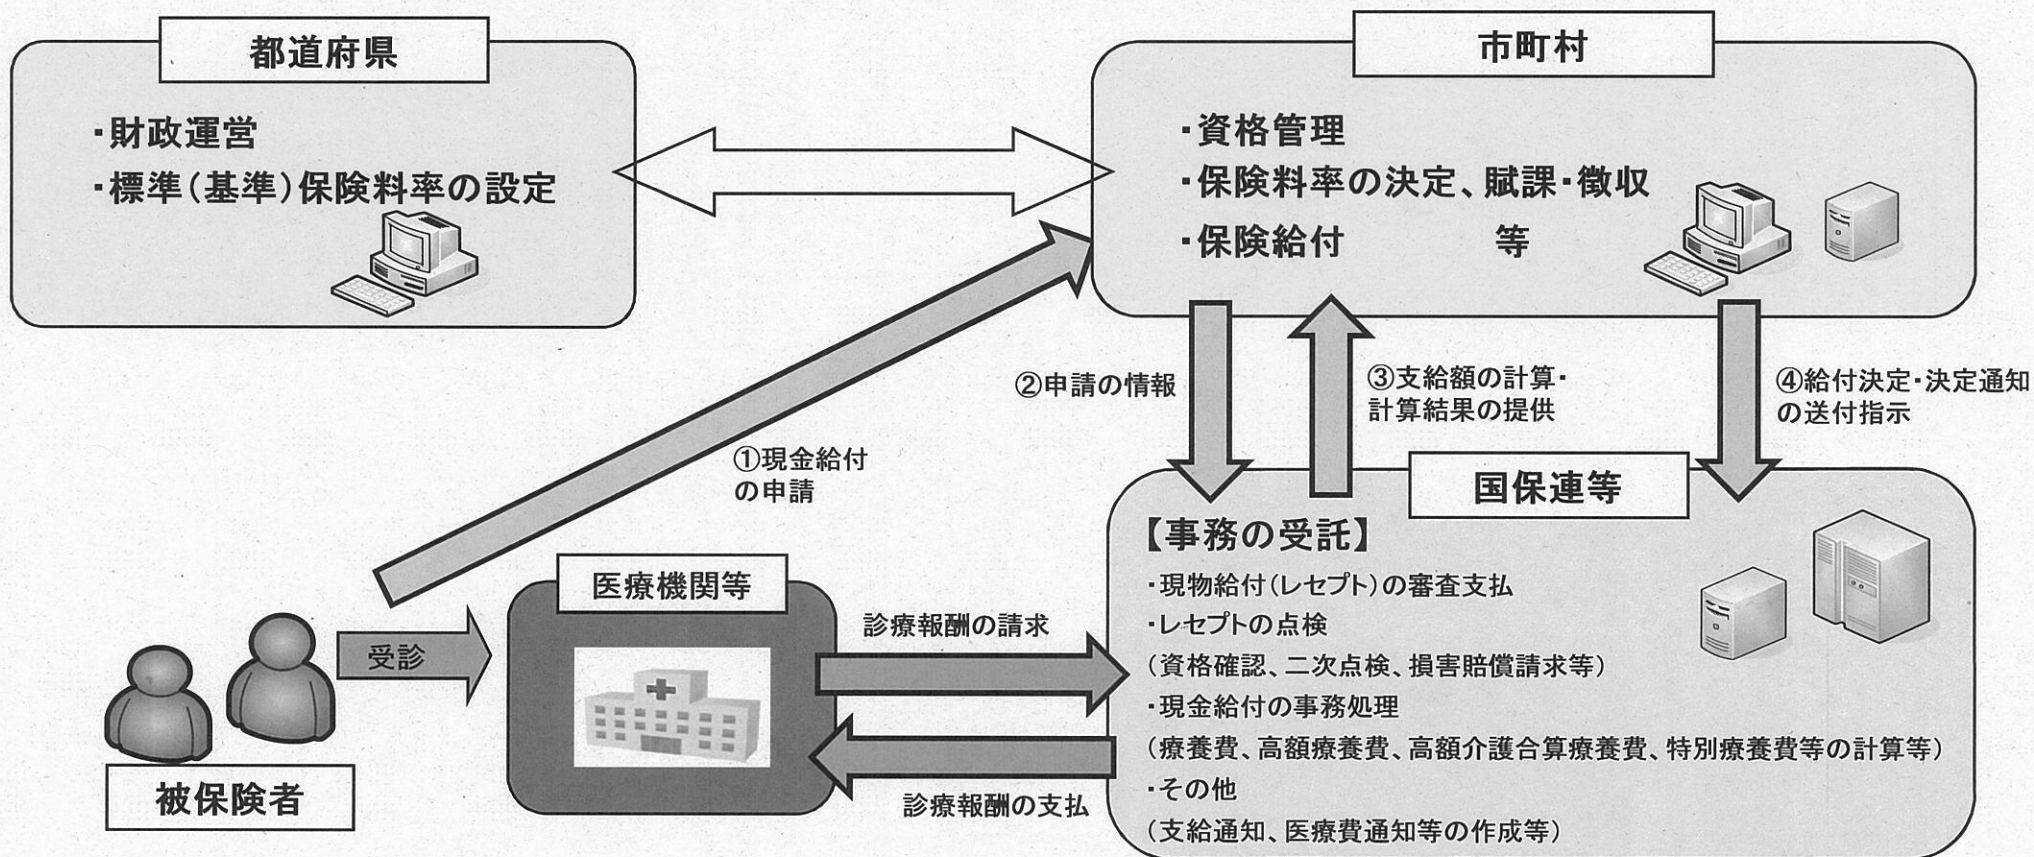 都道府県
・財政運営
・標準(基準)保険料率の設定
市町村
・資格管理
・保険料率の決定、賦課・徴収
・保険給付 等
①現金給付
の申請
②申請の情報
③支給額の計算・
計算結果の提供
④給付決定・決定通知
の送付指示
被保険者
受診
医療機関等
診療報酬の請求
診療報酬の支払
国保連等
【事務の受託】
・現物給付(レセプト)の審査支払
・レセプトの点検
(資格確認、二次点検、損害賠償請求等)
・現金給付の事務処理
(療養費、高額療養費、高額介護合算療養費、特別療養費等の計算等)
・その他
(支給通知、医療費通知等の作成等)